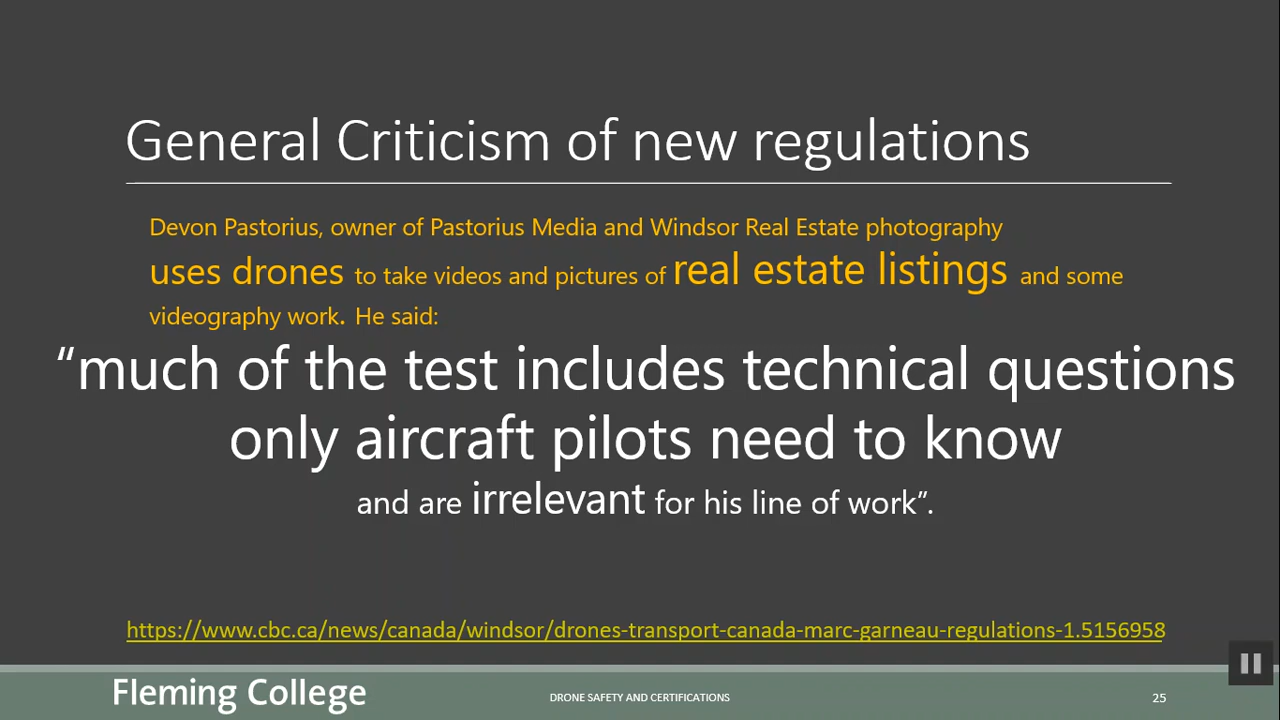 General Criticism of new regulations
Devon Pastorius, owner of Pastorius Media and Windsor Real Estate photography
uses drones to take videos and pictures of real estate listings and some
videography work. He said:
“much of the test includes technical questions
only aircraft pilots need to know
and are irrelevant for his line of work”.
https://www.cbc.ca/news/canada/windsor/drones-transport-canada-marc-garneau-regulations-1.5156958
Fleming College
DRONE SAFETY AND CERTIFICATIONS
25